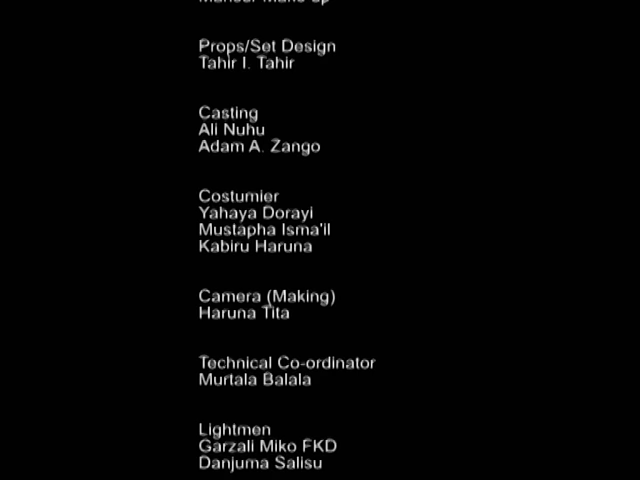 Props/Set Design
Tahir I. Tahir
Casting
Ali Nuhu
Adam A. Zango
Costumier
Yahaya Dorayi
Mustapha Isma'il
Kabiru Haruna
Camera (Making)
Haruna Tita
Technical Co-ordinator
Murtala Balala
Lightmen
Garzali Miko FKD
Danjuma Salisu